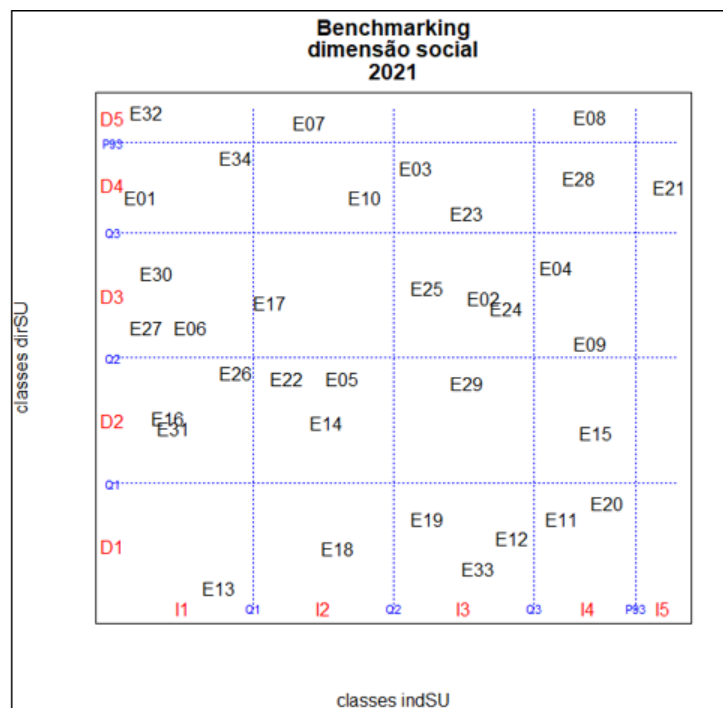 Benchmarking
dimensão social
2021
D5 E32 E07 E08
P93
E34 E03
D4 E28
E01 E10 E23 E21
Q3
E30 E04
D3 E17 E25 E02
E24
E27 E06 E09
Q2
E26 E22 E05 E29
D2 E16
E31 E14 E15
Q1
E20
E19 E11
D1 E18 E12
E33
E13
I1 Q1 I2 Q2 I3 Q3 I4 P93 I5
classes dirSU
classes indSU